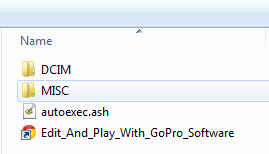 Name
DCIM
MISC
autoexec.ash
Edit_And_Play_With_GoPro_Software